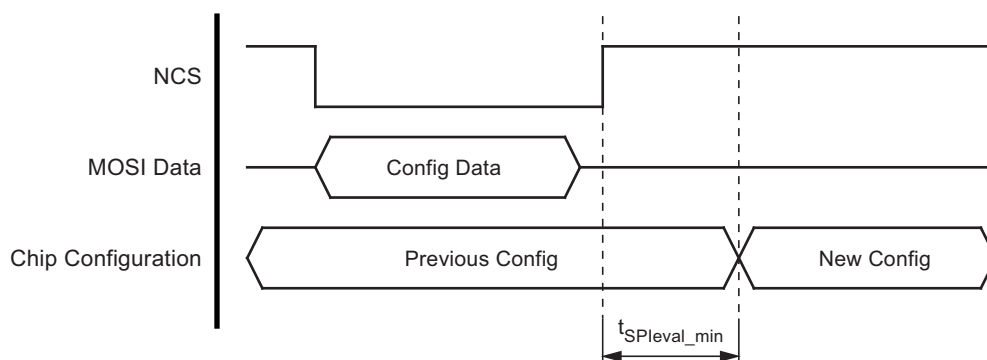 NCS
MOSI Data
Config Data
Chip Configuration
Previous Config
New Config
tSPIeval_min